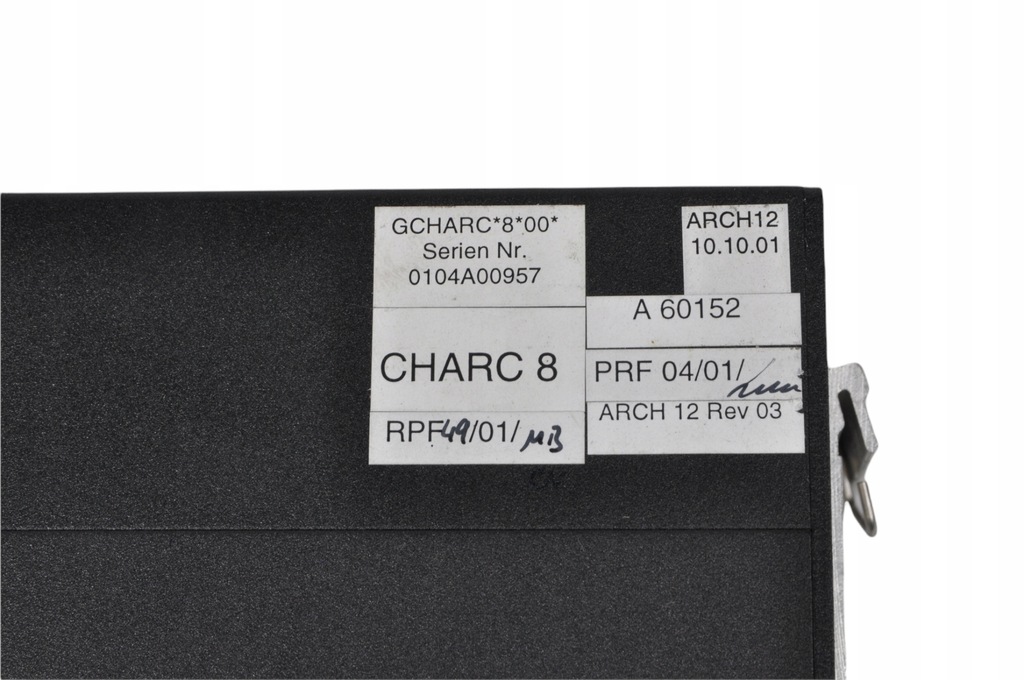 GCHARC*8*00*
Serien Nr.
0104A00957
CHARC 8
RPF49/01/MB
ARCH12
10.10.01
A 60152
PRF 04/01/
ARCH 12 Rev 03